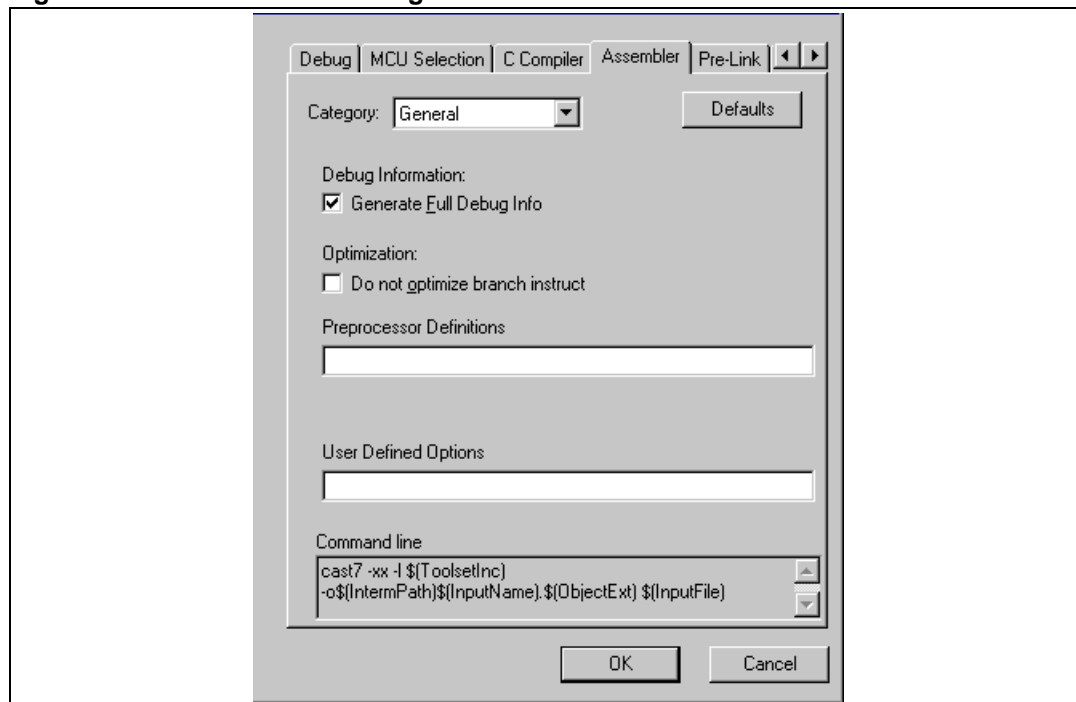 Debug MCU Selection C Compiler Assembler Pre-Link
Category: General Defaults
Debug Information:
Generate Full Debug Info
Optimization:
Do not optimize branch instruct
Preprocessor Definitions
User Defined Options
Command line
cast7 -xx -l $(ToolsetInc)
-o$(IntermPath)$(InputName).$(ObjectExt) $(InputFile)
OK Cancel